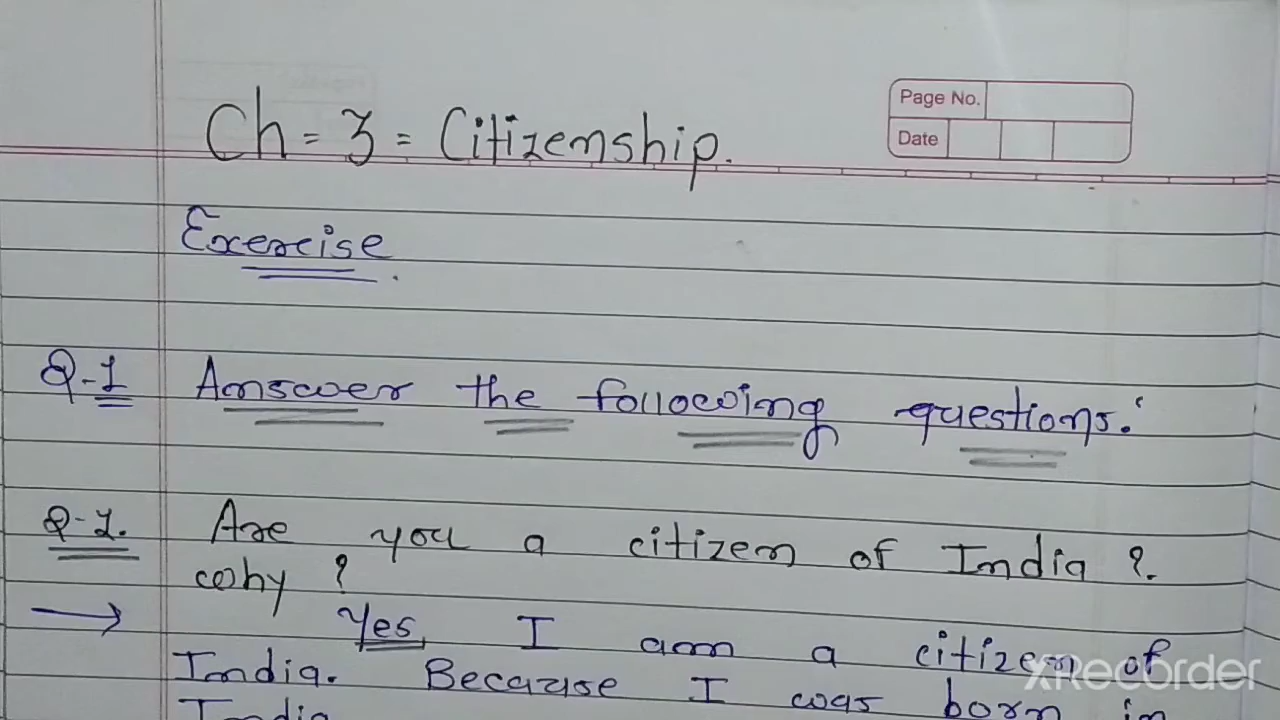 Page No.
Date
Ch = 3 = Citizenship.
Exercise
Q-1 Answer the following questions:
Q-1. Are you a citizen of India ?
why ?
→ Yes, I am a citizen of
India. Because I was born in
India
XRecorder